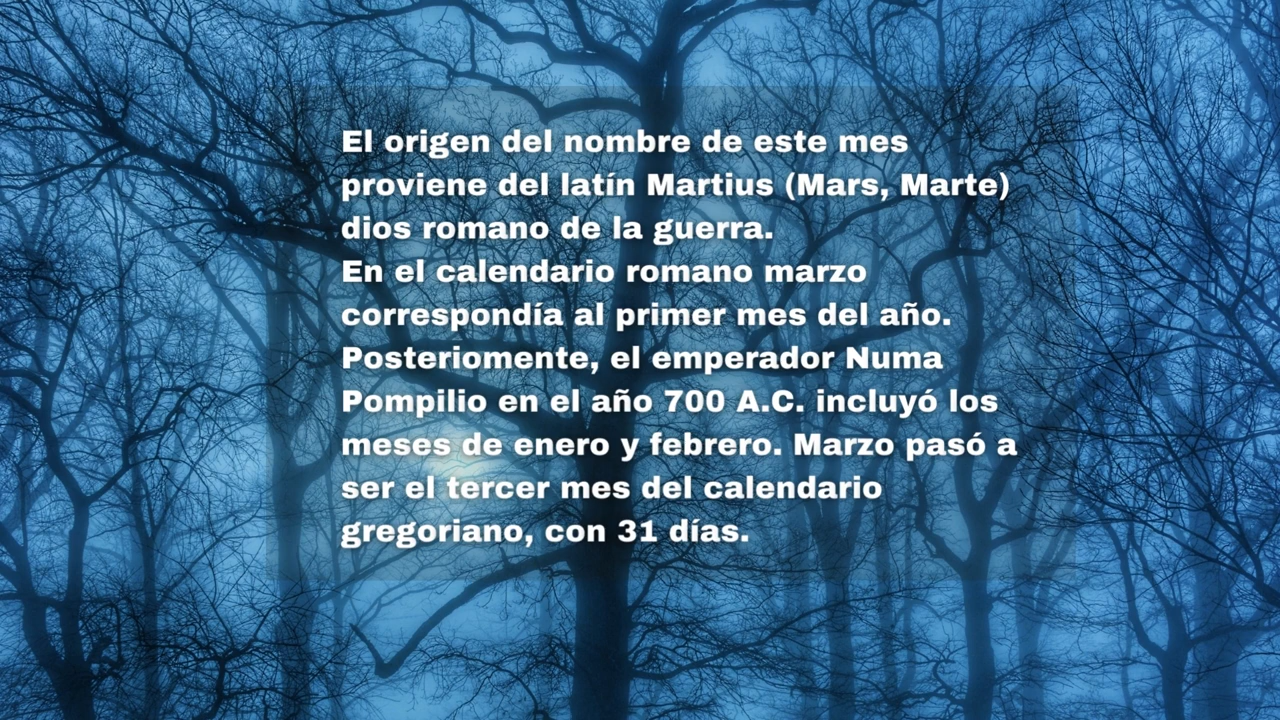 El origen del nombre de este mes
proviene del latín Martius (Mars, Marte)
dios romano de la guerra.
En el calendario romano marzo
correspondía al primer mes del año.
Posteriomente, el emperador Numa
Pompilio en el año 700 A.C. incluyó los
meses de enero y febrero. Marzo pasó a
ser el tercer mes del calendario
gregoriano, con 31 días.